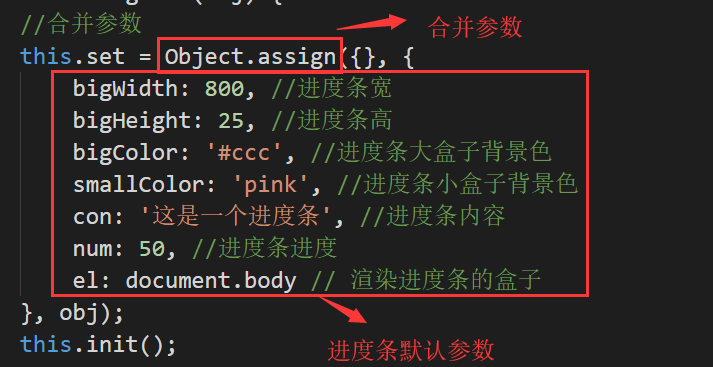 //合并参数
合并参数
this.set = Object.assign({}, {
bigWidth: 800, //进度条宽
bigHeight: 25, //进度条高
bigColor: '#ccc', //进度条大盒子背景色
smallColor: 'pink', //进度条小盒子背景色
con: '这是一个进度条', //进度条内容
num: 50, //进度条进度
el: document.body // 渲染进度条的盒子
}, obj);
this.init();
进度条默认参数